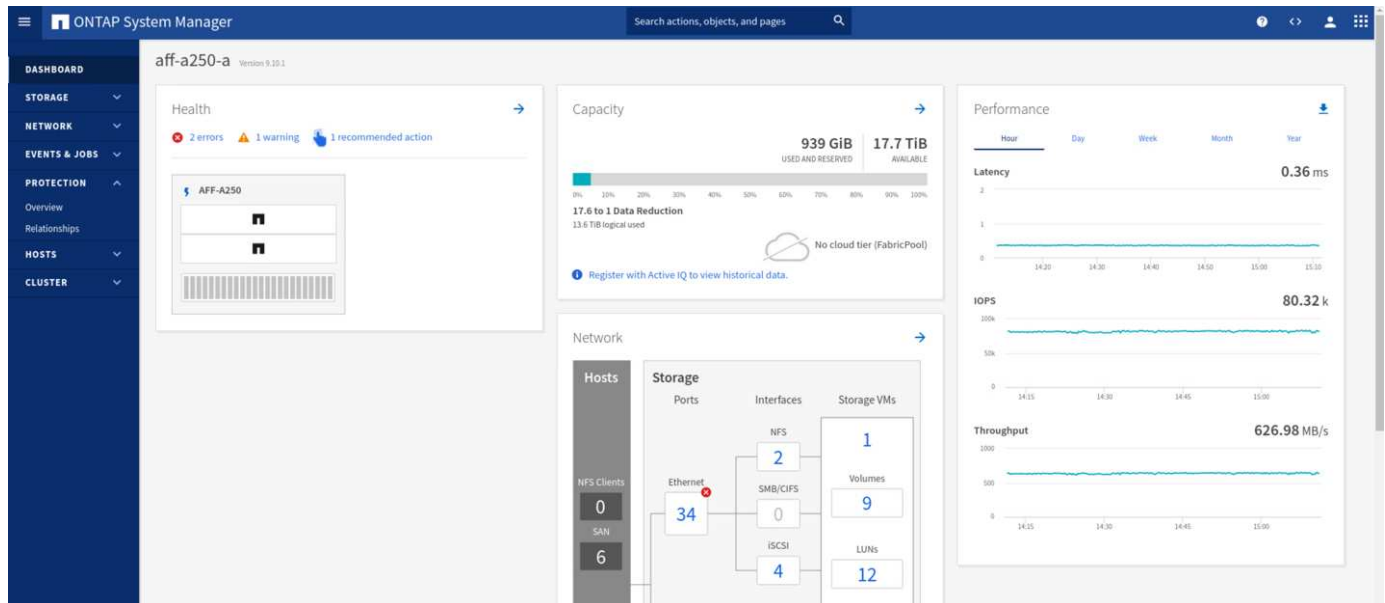 ONTAP System Manager
Search actions, objects, and pages
DASHBOARD
STORAGE
NETWORK
EVENTS & JOBS
PROTECTION
Overview
Relationships
HOSTS
CLUSTER
aff-a250-a Version 9.10.1
Health
2 errors 1 warning 1 recommended action
AFF-A250
Capacity
939 GiB 17.7 TiB
USED AND RESERVED AVAILABLE
0% 10% 20% 30% 40% 50% 60% 70% 80% 90% 100%
17.6 to 1 Data Reduction
13.6 TiB logical used
No cloud tier (FabricPool)
Register with Active IQ to view historical data.
Network
Hosts
NFS Clients
0
SAN
6
Storage
Ports Interfaces Storage VMs
Ethernet
34
NFS
2
SMB/CIFS
0
iSCSI
4
1
Volumes
9
LUNs
12
Performance
Hour Day Week Month Year
Latency 0.36 ms
2
1
0
14:20 14:30 14:40 14:50 15:00 15:10
IOPS 80.32 k
100k
50k
0
14:15 14:30 14:45 15:00
Throughput 626.98 MB/s
1000
500
0
14:15 14:30 14:45 15:00